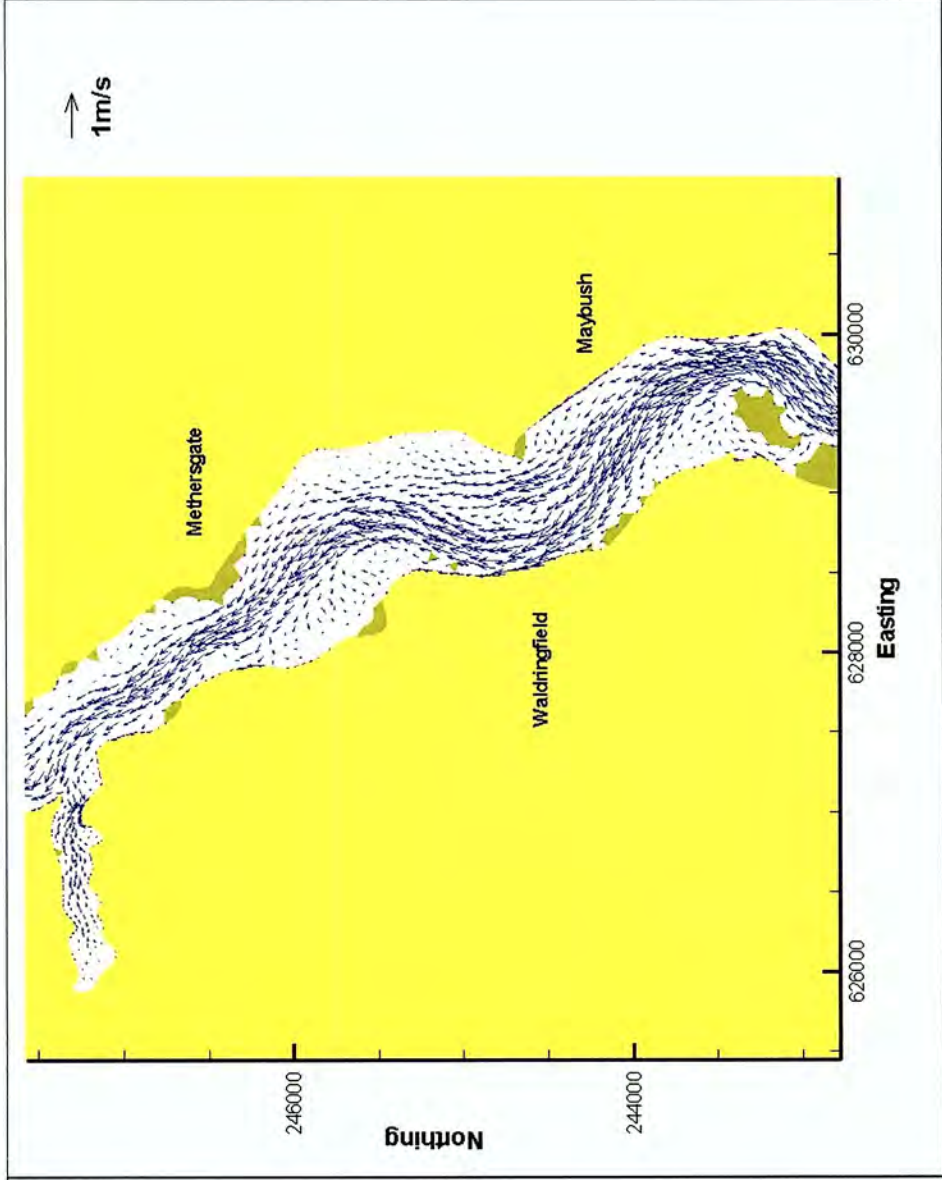 1m/s
Methersgate
Maybush
Waldringfield
Northing
246000
244000
Easting
626000
628000
630000